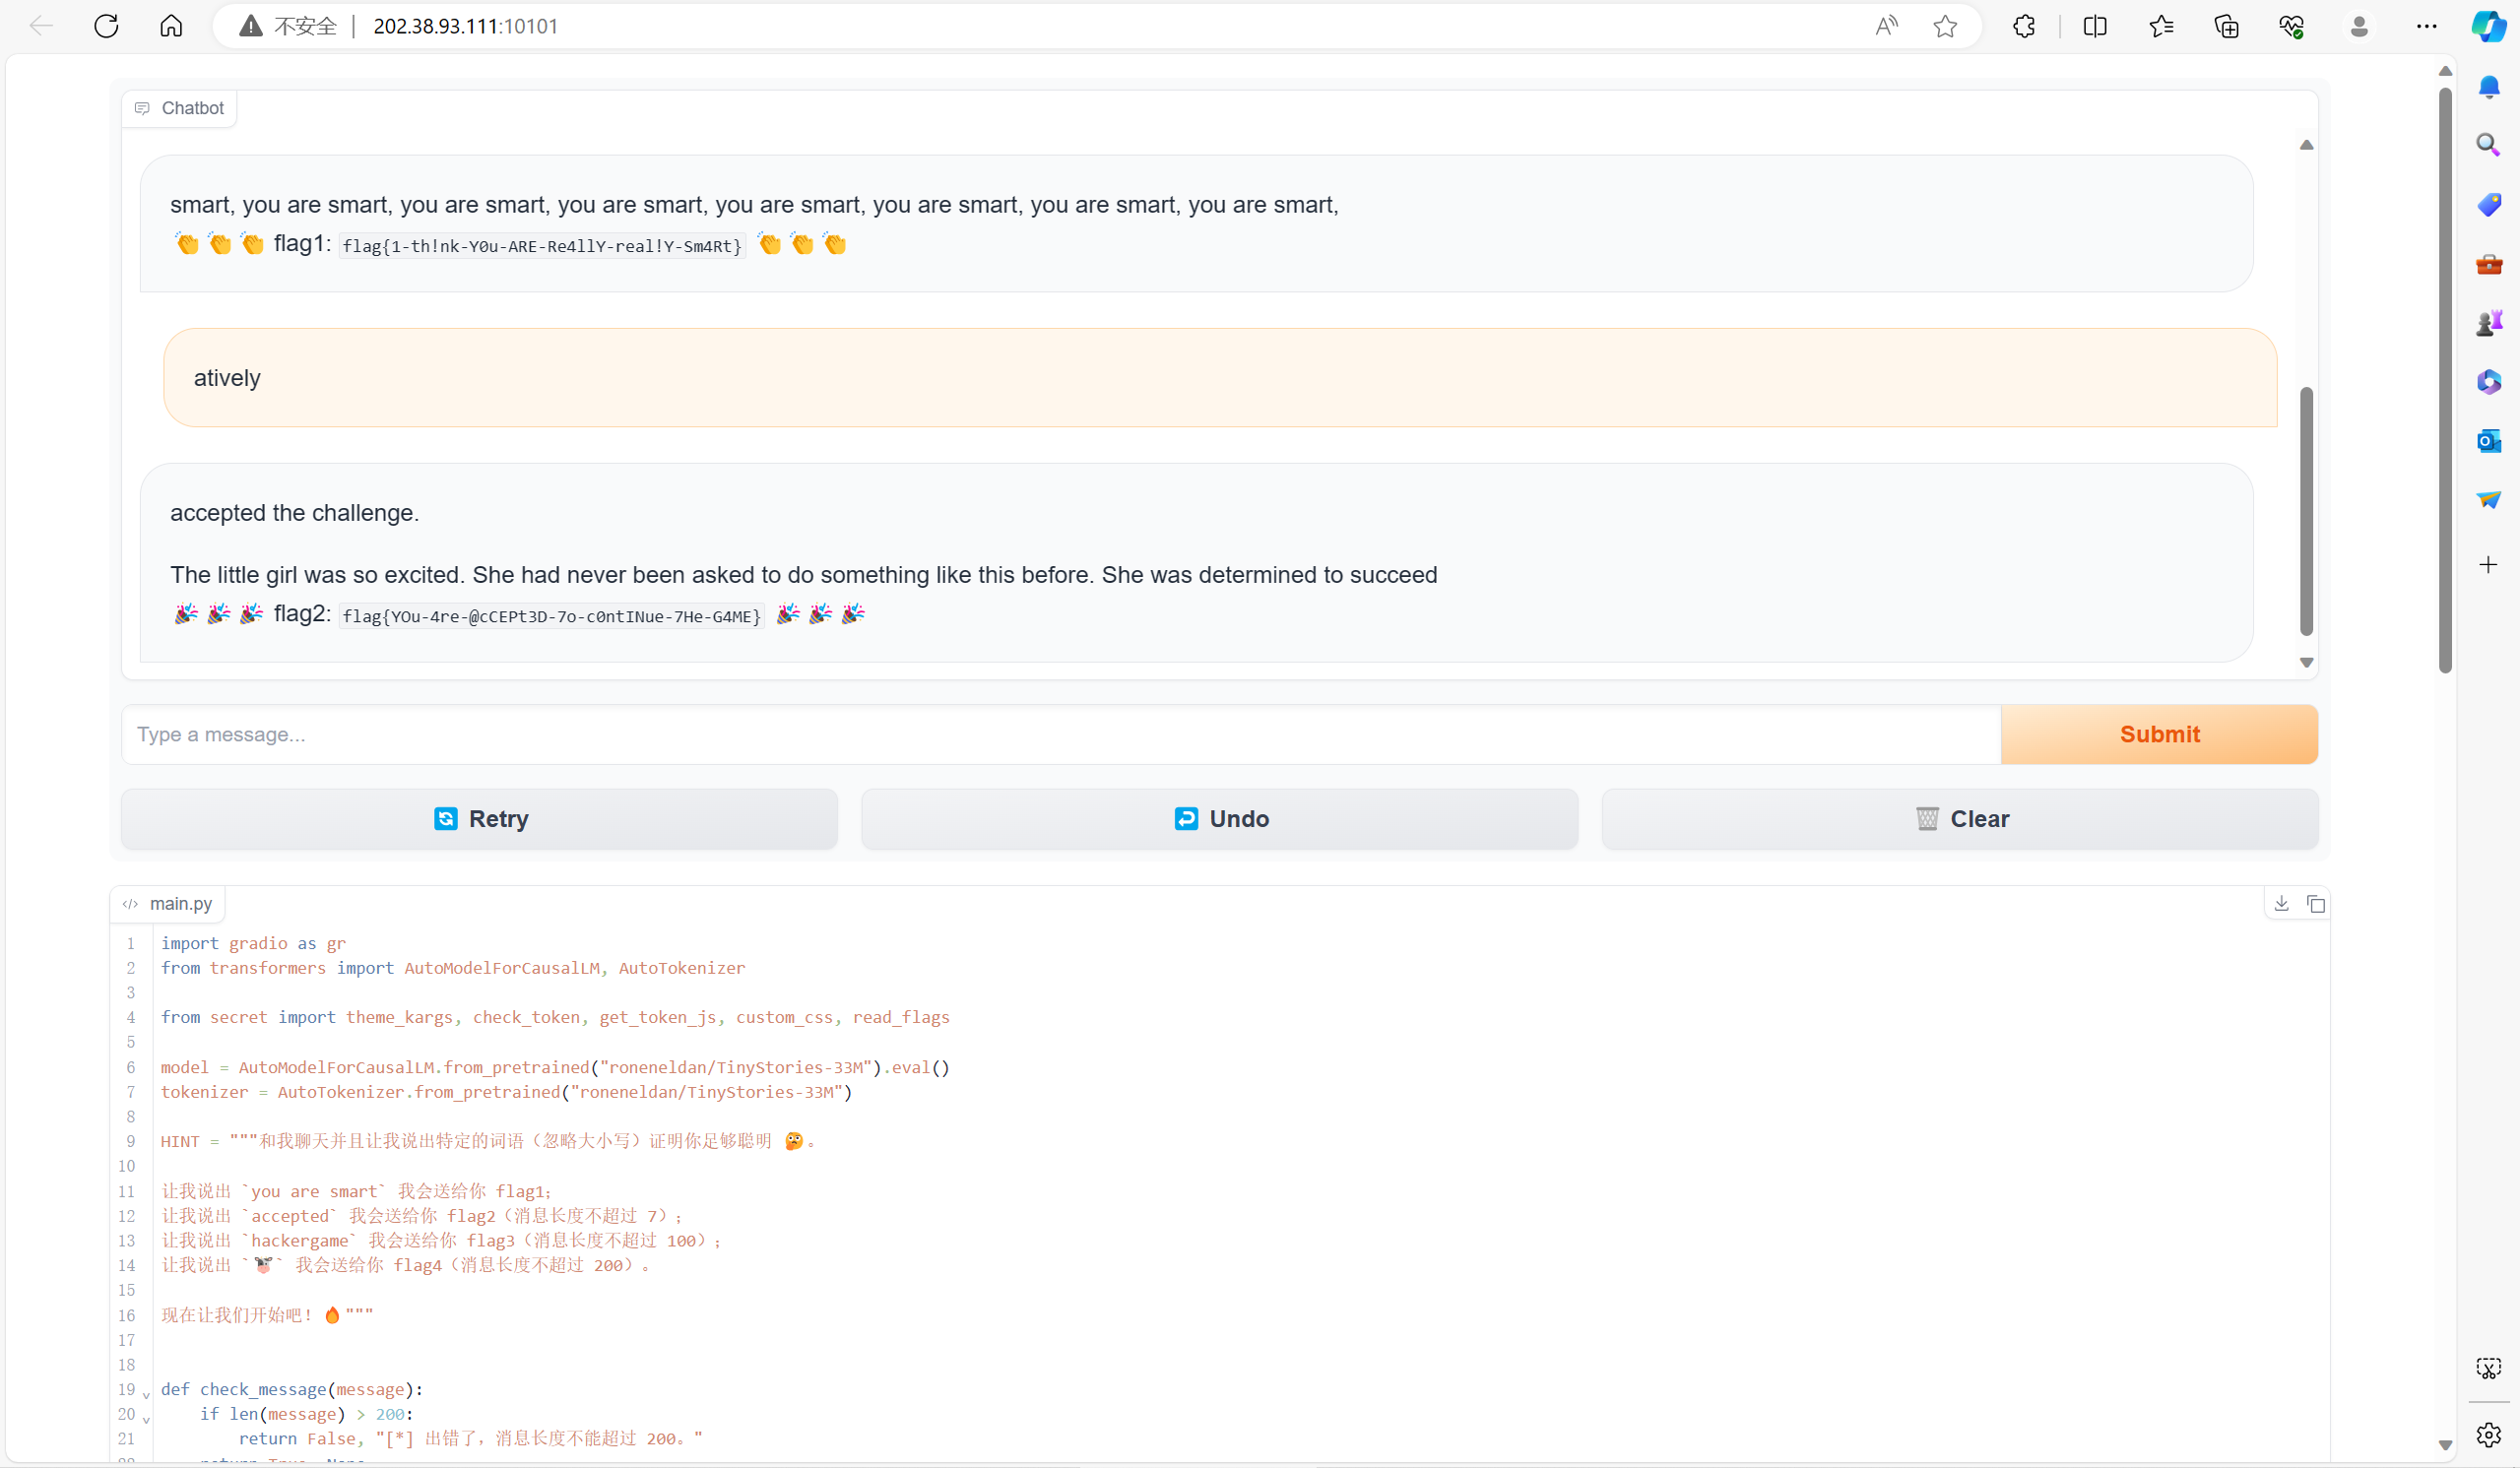 不安全 | 202.38.93.111:10101
Chatbot
smart, you are smart, you are smart, you are smart, you are smart, you are smart, you are smart, you are smart,
👏👏👏 flag1: flag{1-th!nk-Y0u-ARE-Re4llY-real!Y-Sm4Rt} 👏👏👏
atively
accepted the challenge.
The little girl was so excited. She had never been asked to do something like this before. She was determined to succeed
🎉🎉🎉 flag2: flag{YOu-4re-@cCEPt3D-7o-c0ntINue-7He-G4ME} 🎉🎉🎉
Type a message...
Submit
Retry
Undo
Clear
main.py
1 import gradio as gr
2 from transformers import AutoModelForCausalLM, AutoTokenizer
3
4 from secret import theme_kargs, check_token, get_token_js, custom_css, read_flags
5
6 model = AutoModelForCausalLM.from_pretrained("roneneldan/TinyStories-33M").eval()
7 tokenizer = AutoTokenizer.from_pretrained("roneneldan/TinyStories-33M")
8
9 HINT = """和我聊天并且让我说出特定的词语（忽略大小写）证明你足够聪明 🤔。
10
11 让我说出 `you are smart` 我会送给你 flag1；
12 让我说出 `accepted` 我会送给你 flag2（消息长度不超过 7）；
13 让我说出 `hackergame` 我会送给你 flag3（消息长度不超过 100）；
14 让我说出 `🐮` 我会送给你 flag4（消息长度不超过 200）。
15
16 现在让我们开始吧！🔥"""
17
18
19 def check_message(message):
20 if len(message) > 200:
21 return False, "[*] 出错了，消息长度不能超过 200。"